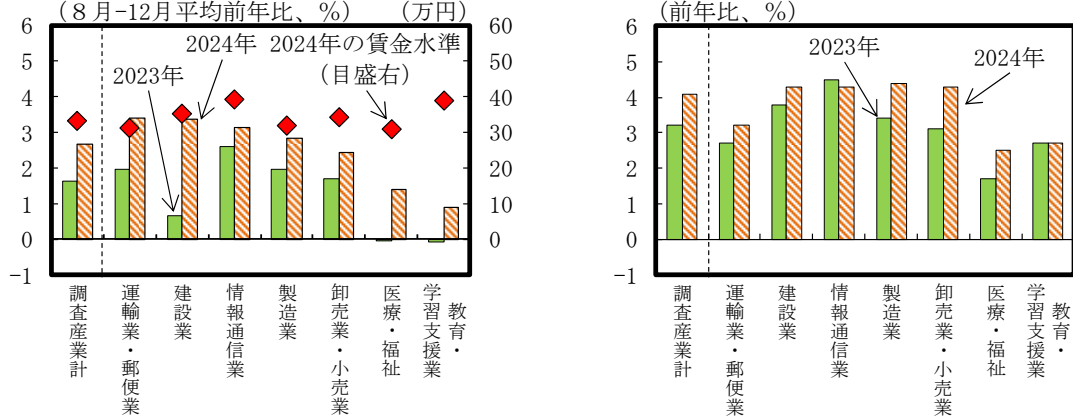 （８月-12月平均前年比、％）
（万円）
6
5
4
3
2
1
0
-1
60
50
40
30
20
10
0
2024年
2024年の賃金水準
（目盛右）
2023年
調査産業計
運輸業・郵便業
建設業
情報通信業
製造業
卸売業・小売業
医療・福祉
教育・
学習支援業
（前年比、％）
6
5
4
3
2
1
0
-1
2023年
2024年
調査産業計
運輸業・郵便業
建設業
情報通信業
製造業
卸売業・小売業
医療・福祉
教育・
学習支援業